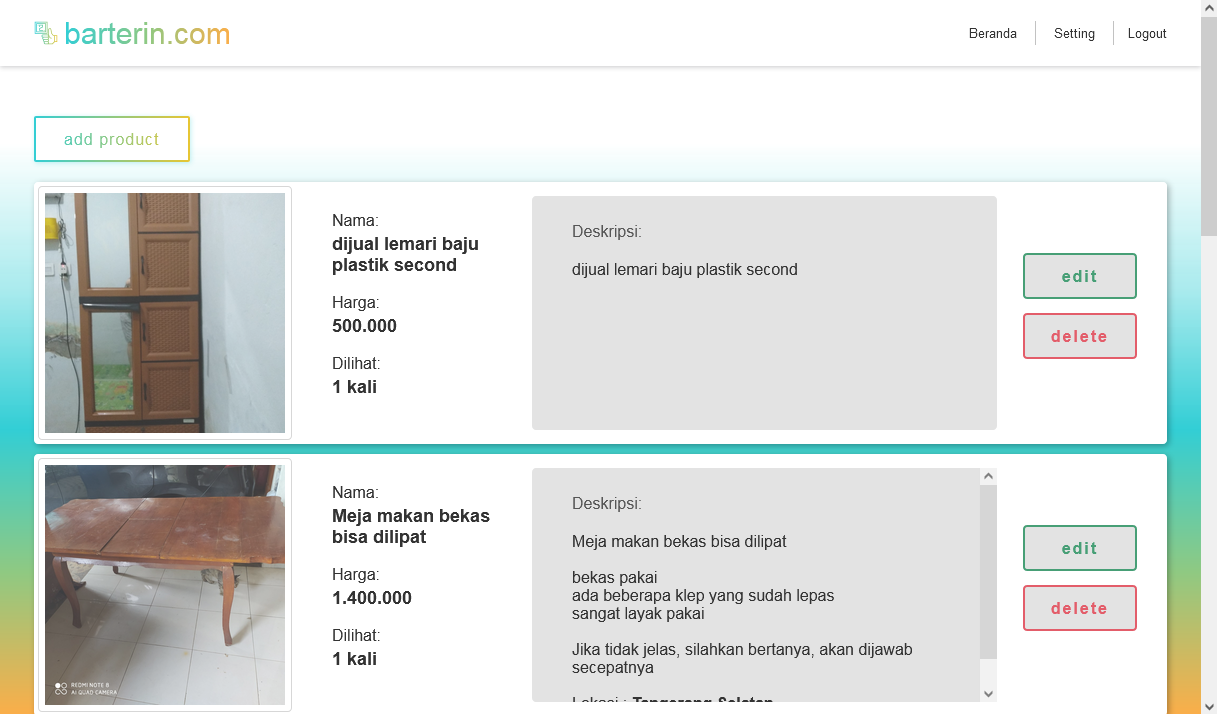 barterin.com
Beranda
Setting
Logout
add product
Nama:
dijual lemari baju
plastik second
Harga:
500.000
Dilihat:
1 kali
Deskripsi:
dijual lemari baju plastik second
edit
delete
Nama:
Meja makan bekas
bisa dilipat
Harga:
1.400.000
Dilihat:
1 kali
Deskripsi:
Meja makan bekas bisa dilipat
bekas pakai
ada beberapa klep yang sudah lepas
sangat layak pakai
Jika tidak jelas, silahkan bertanya, akan dijawab
secepatnya
Lokasi : Tangerang Selatan
edit
delete
REDMI NOTE 8
AI QUAD CAMERA